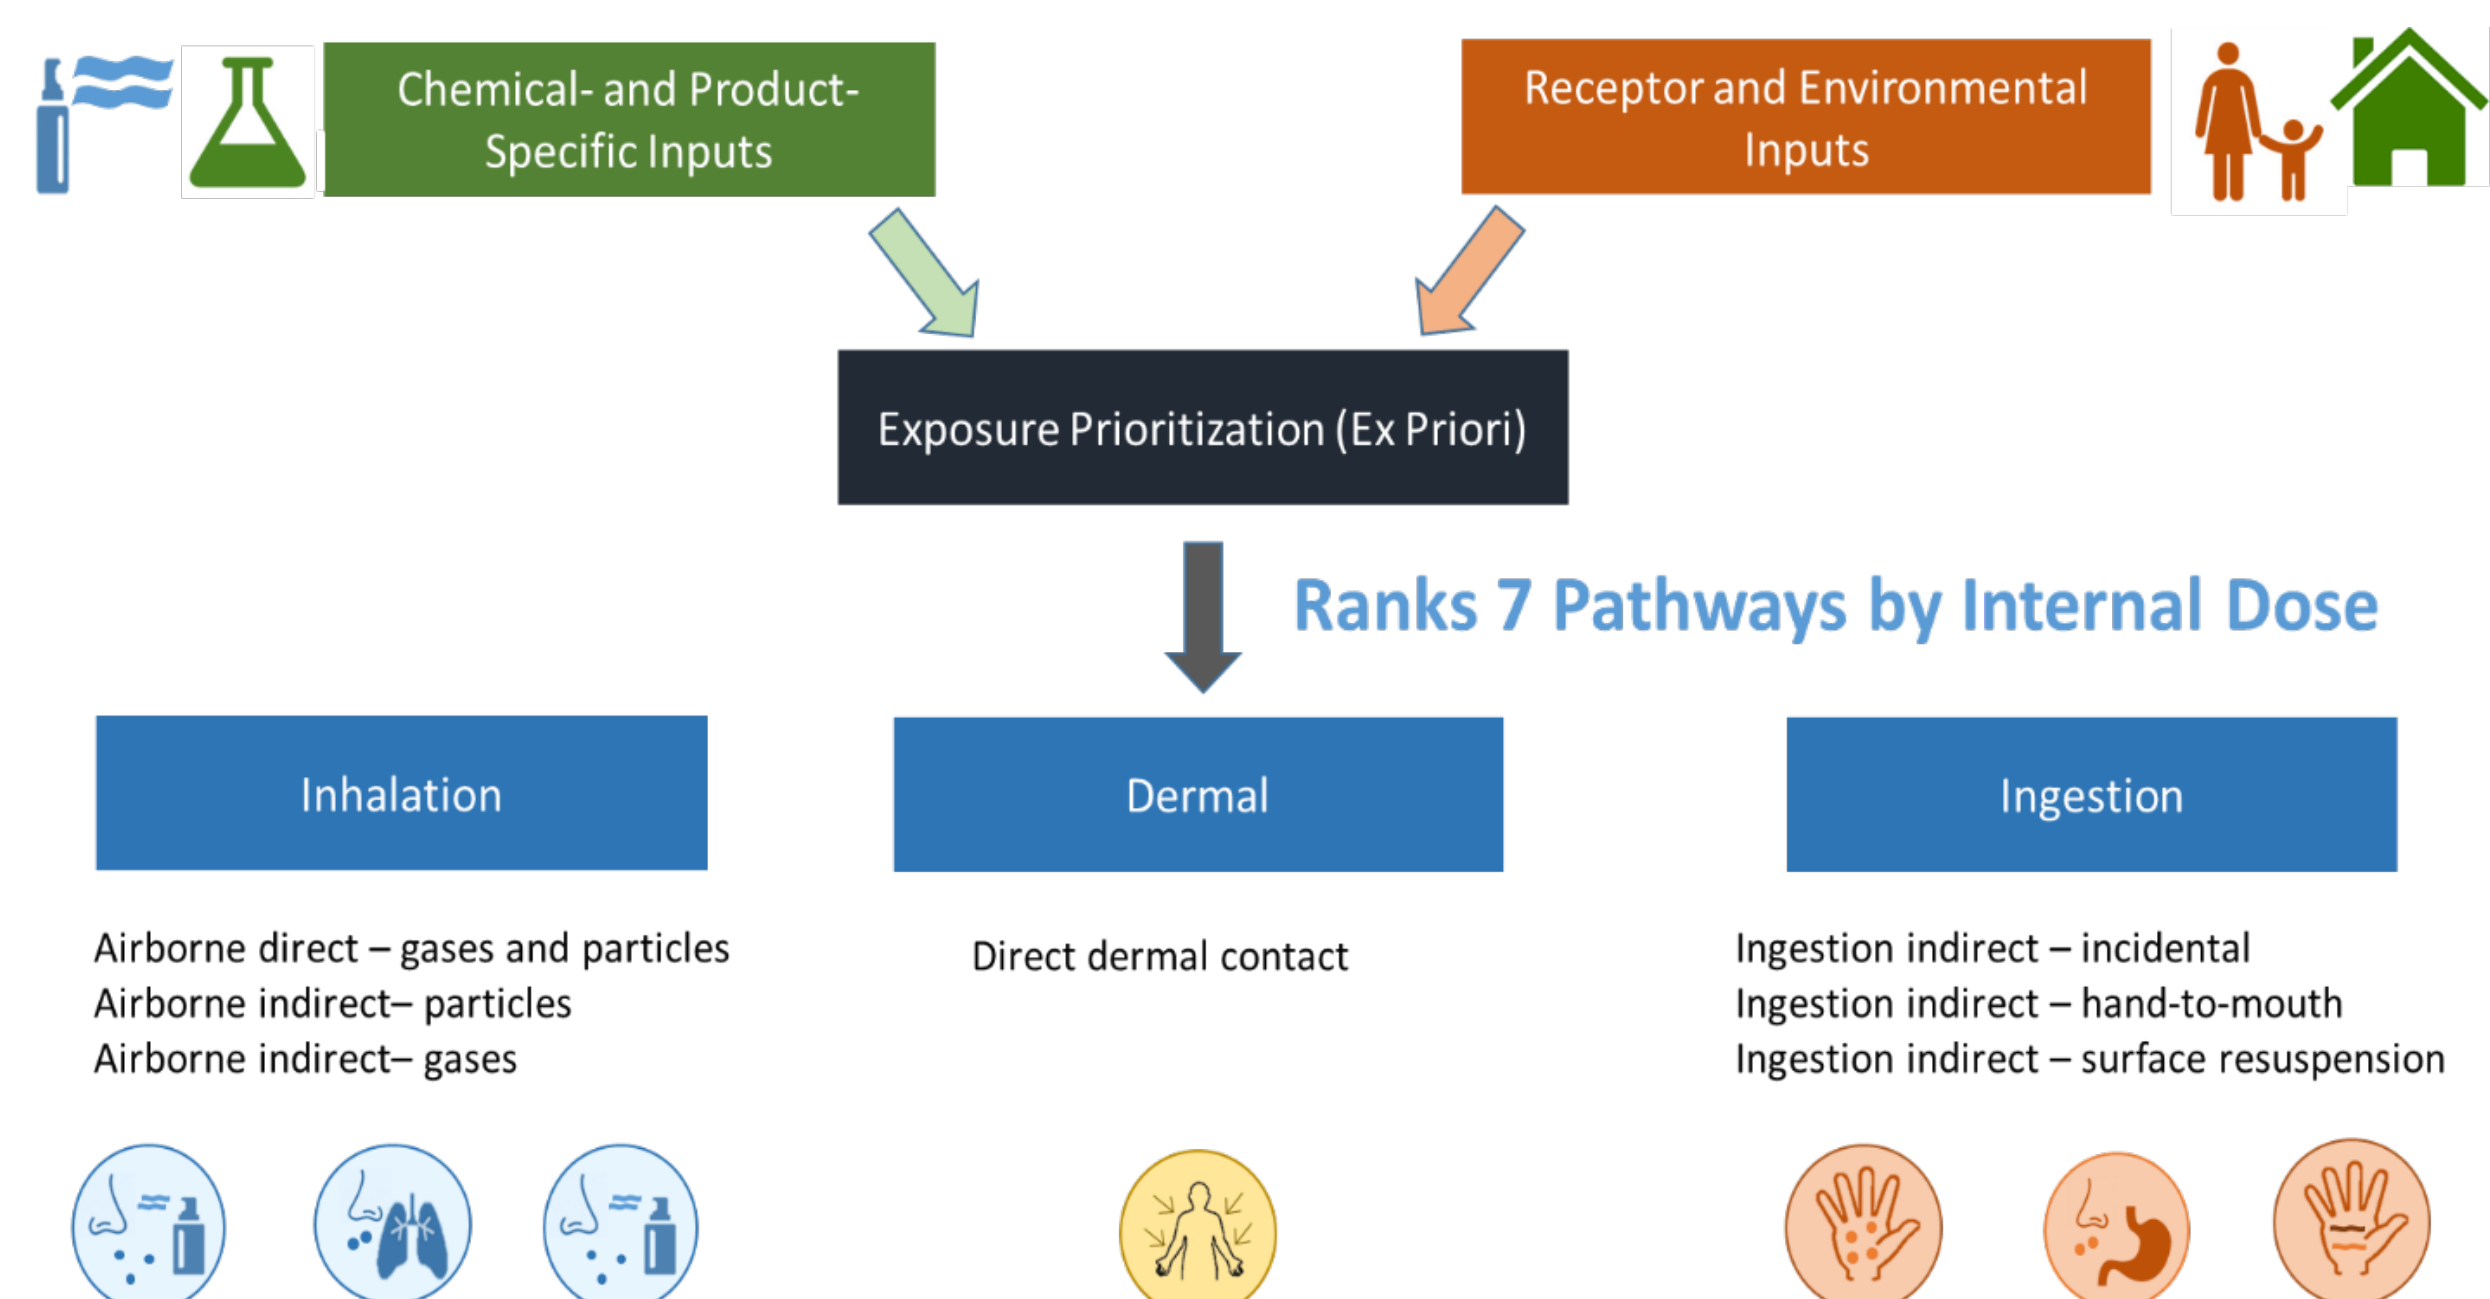 Chemical- and Product-
Specific Inputs
Receptor and Environmental
Inputs
Exposure Prioritization (Ex Priori)
Ranks 7 Pathways by Internal Dose
Inhalation
Dermal
Ingestion
Airborne direct – gases and particles
Airborne indirect– particles
Airborne indirect– gases
Direct dermal contact
Ingestion indirect – incidental
Ingestion indirect – hand-to-mouth
Ingestion indirect – surface resuspension